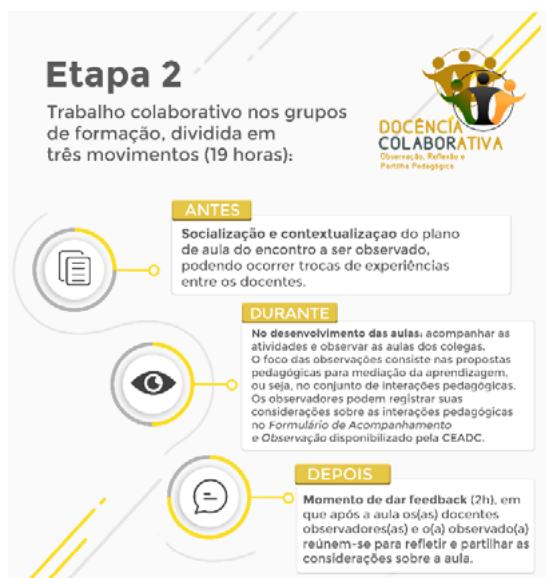 Etapa 2
Trabalho colaborativo nos grupos
de formação, dividida em
três movimentos (19 horas):
DOCÊNCIA
COLABORATIVA
Observação, Reflexão e
Partilha Pedagógica
ANTES
Socialização e contextualizaçao do plano
de aula do encontro a ser observado,
podendo ocorrer trocas de experiências
entre os docentes.
DURANTE
No desenvolvimento das aulas: acompanhar as
atividades e observar as aulas dos colegas.
O foco das observações consiste nas propostas
pedagógicas para mediação da aprendizagem,
ou seja, no conjunto de interações pedagógicas.
Os observadores podem registrar suas
considerações sobre as interações pedagógicas
no Formulário de Acompanhamento
e Observação disponibilizado pela CEADC.
DEPOIS
Momento de dar feedback (2h), em
que após a aula os(as) docentes
observadores(as) e o(a) observado(a)
reúnem-se para refletir e partilhar as
considerações sobre a aula.